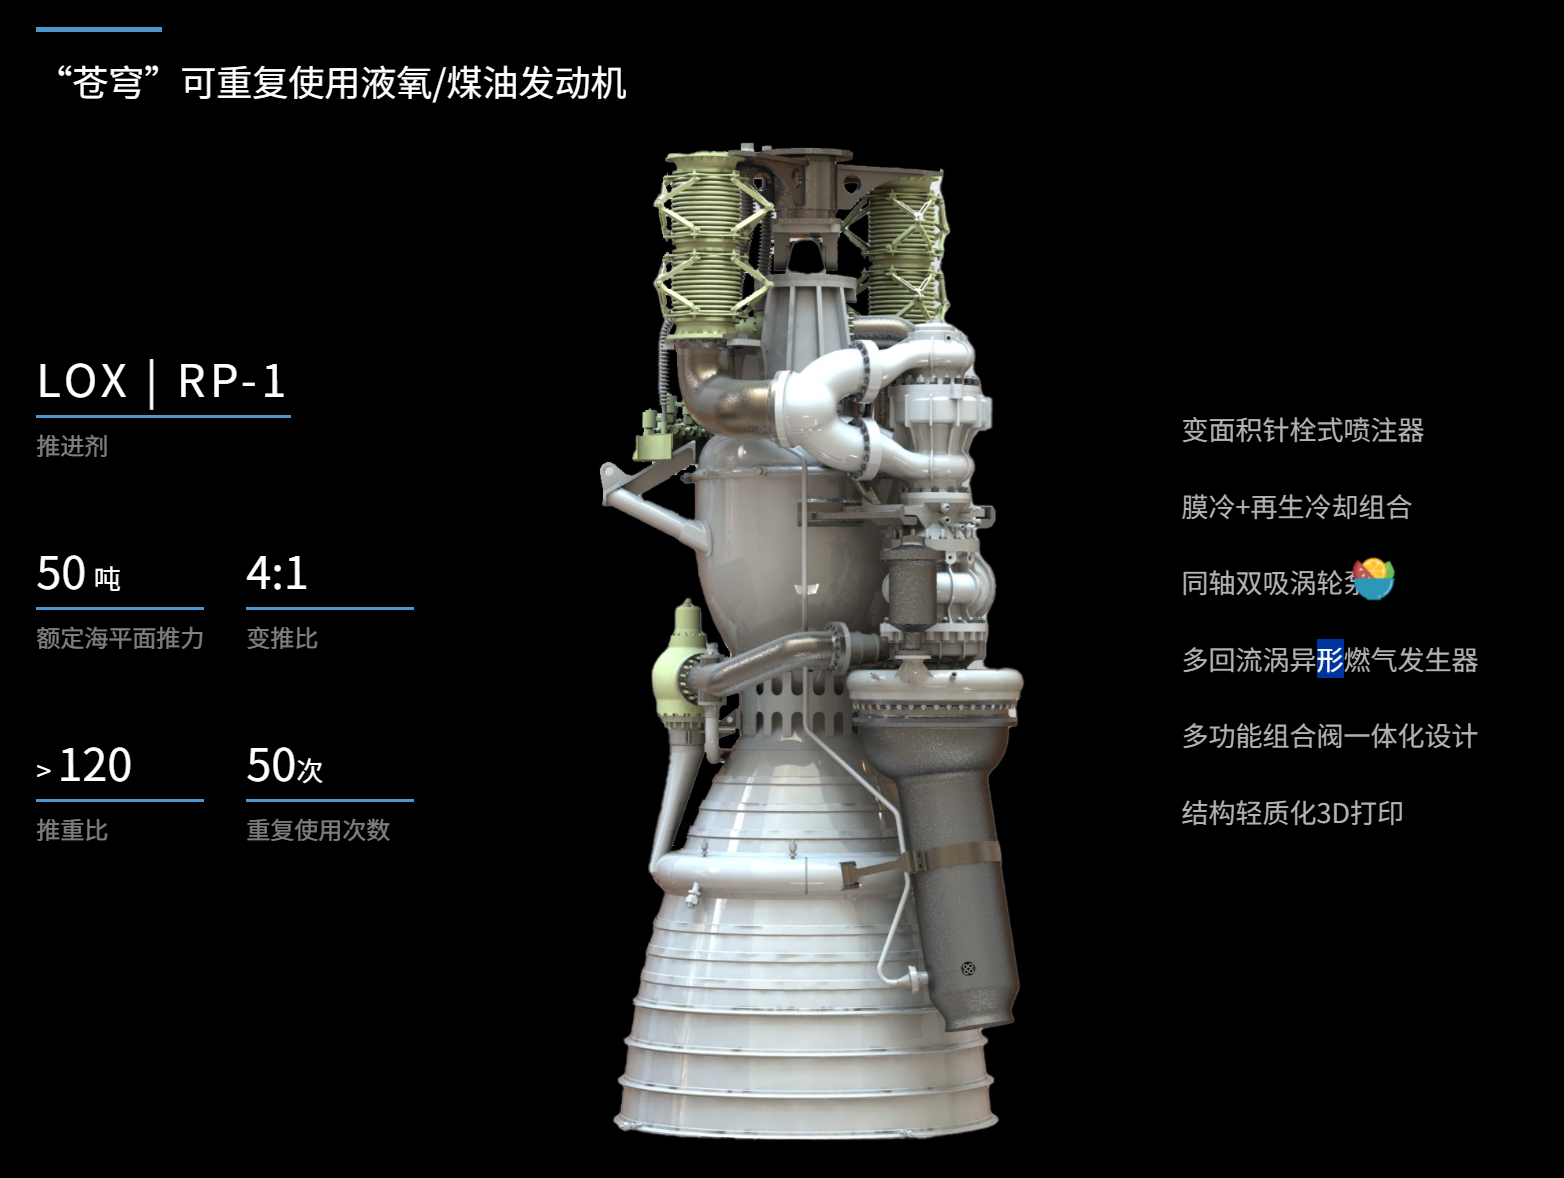 “苍穹”可重复使用液氧/煤油发动机
LOX | RP-1
推进剂
50 吨
额定海平面推力
4:1
变推比
> 120
推重比
50次
重复使用次数
变面积针栓式喷注器
膜冷+再生冷却组合
同轴双吸涡轮泵
多回流涡异形燃气发生器
多功能组合阀一体化设计
结构轻质化3D打印